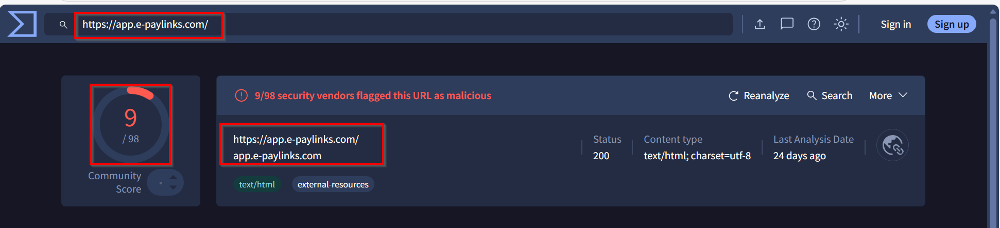 https://app.e-paylinks.com/
Sign in
Sign up
9
/ 98
Community
Score
9/98 security vendors flagged this URL as malicious
Reanalyze
Search
More
https://app.e-paylinks.com/
app.e-paylinks.com
Status
200
Content type
text/html; charset=utf-8
Last Analysis Date
24 days ago
text/html
external-resources